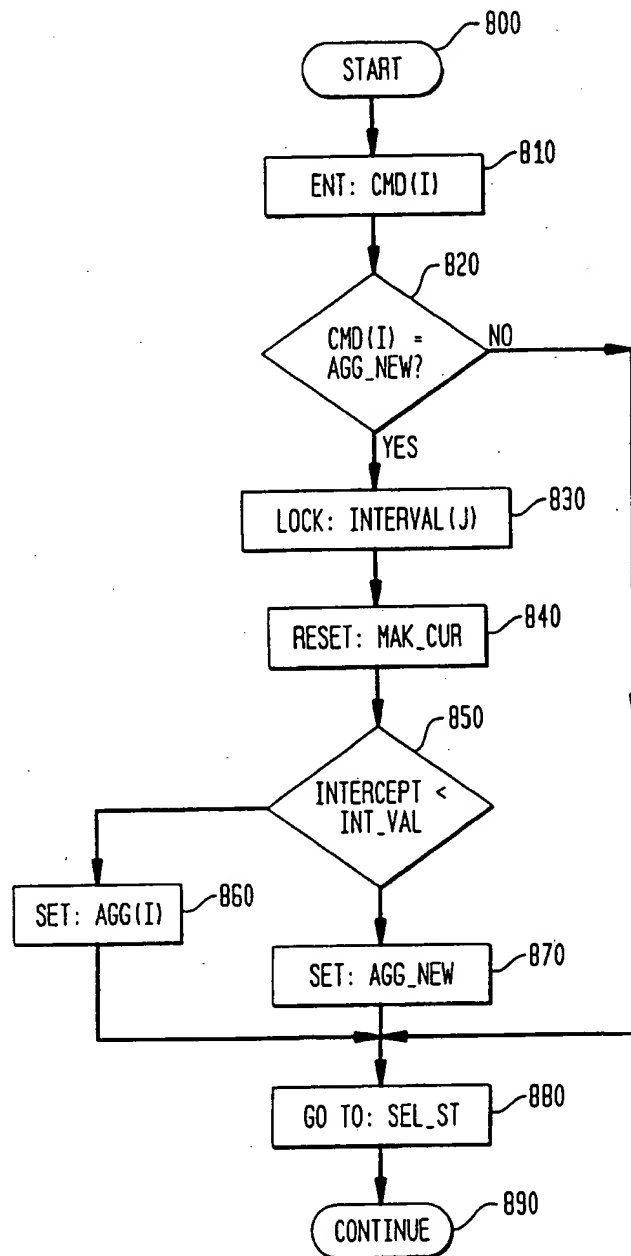 800
START
810
ENT: CMD(I)
820
CMD(I) =
AGG_NEW?
NO
YES
LOCK: INTERVAL(J)
830
RESET: MAK_CUR
840
850
INTERCEPT <
INT_VAL
SET: AGG(I)
860
SET: AGG_NEW
870
GO TO: SEL_ST
880
CONTINUE
890